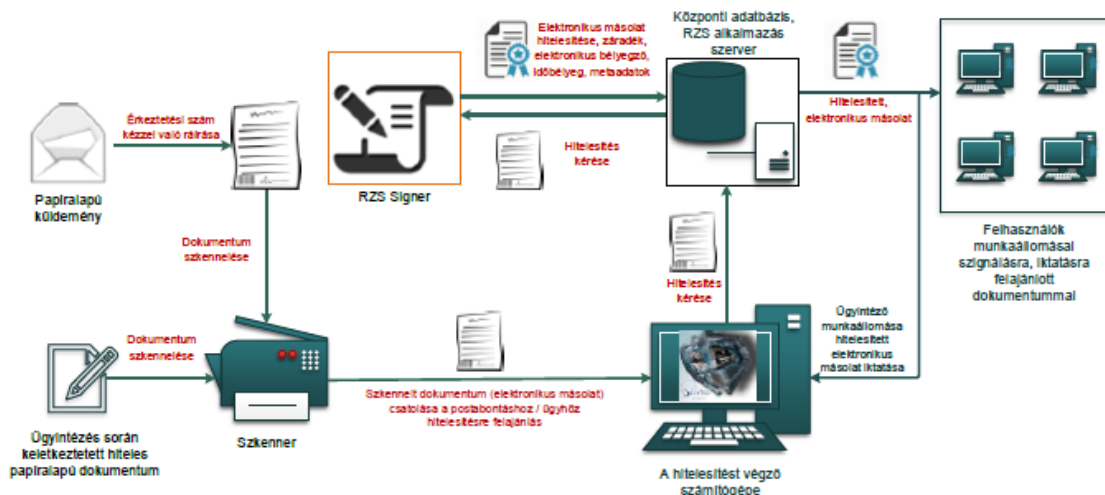 Elektronikus másolat
hitelesítése, záradék,
elektronikus bélyegző,
időbélyeg, metaadatok
Központi adatbázis,
RZS alkalmazás
szerver
Érkeztetési szám
kézzel való ráírása
Hitelesített,
elektronikus másolat
Hitelesítés
kérése
Papíralapú
küldemény
RZS Signer
Felhasználók
munkaállomásai
szignálásra, iktatásra
felajánlott
dokumentummal
Dokumentum
szkennelése
Hitelesítés
kérése
Dokumentum
szkennelése
Ügyintéző
munkaállomása
hitelesített
elektronikus
másolat iktatása
Szkennelt dokumentum (elektronikus másolat)
csatolása a postabontáshoz / ügyhöz
hitelesítésre felajánlás
Szkenner
Ügyintézés során
keletkeztetett hiteles
papíralapú dokumentum
A hitelesítést végző
számítógépe